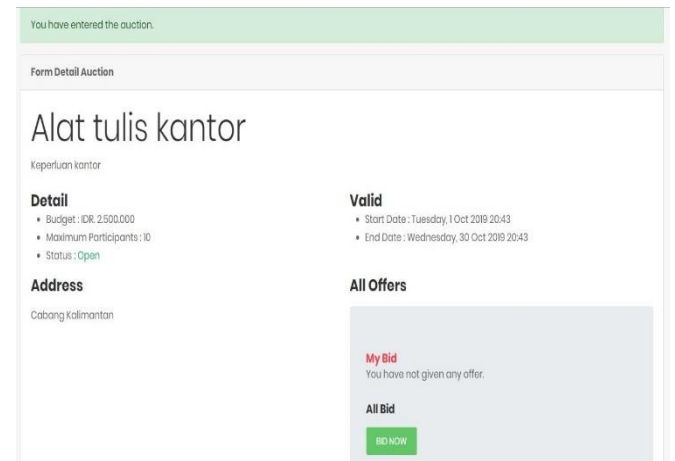 You have entered the auction.
Form Detail Auction
Alat tulis kantor
Keperluan kantor
Detail
• Budget : IDR. 2.500.000
• Maximum Participants : 10
• Status : Open
Valid
• Start Date : Tuesday, 1 Oct 2019 20:43
• End Date : Wednesday, 30 Oct 2019 20:43
Address
Cabang Kalimantan
All Offers
My Bid
You have not given any offer.
All Bid
BID NOW